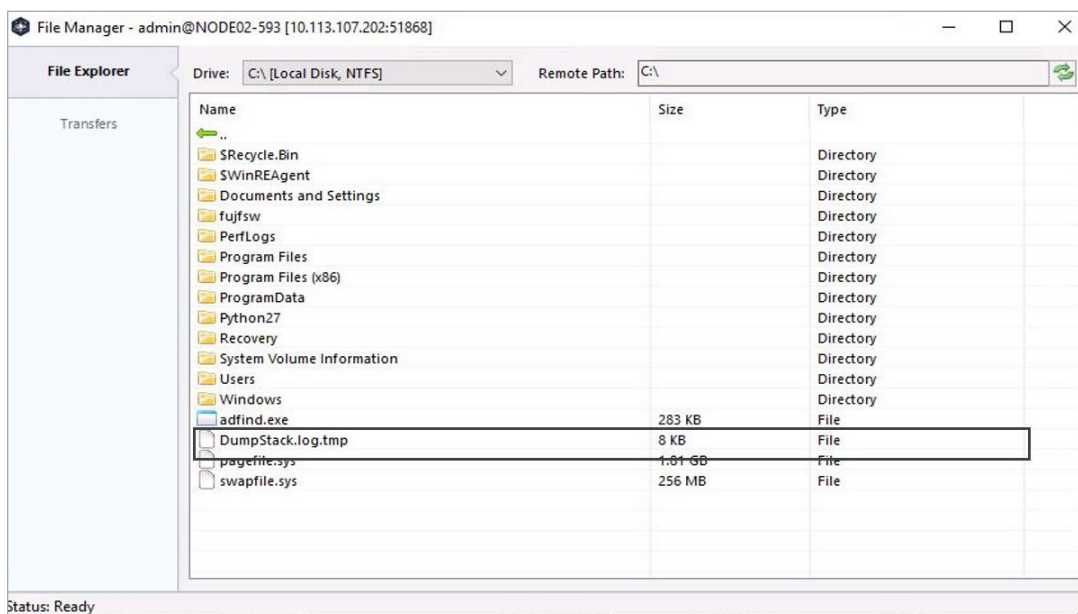 File Manager - admin@NODE02-593 [10.113.107.202:51868]
File Explorer
Transfers
Drive: C:\ [Local Disk, NTFS] Remote Path: C:\
Name Size Type
..
$Recycle.Bin Directory
$WinREAgent Directory
Documents and Settings Directory
fujfsw Directory
PerfLogs Directory
Program Files Directory
Program Files (x86) Directory
ProgramData Directory
Python27 Directory
Recovery Directory
System Volume Information Directory
Users Directory
Windows Directory
adfind.exe 283 KB File
DumpStack.log.tmp 8 KB File
pagefile.sys 1.81 GB File
swapfile.sys 256 MB File
Status: Ready